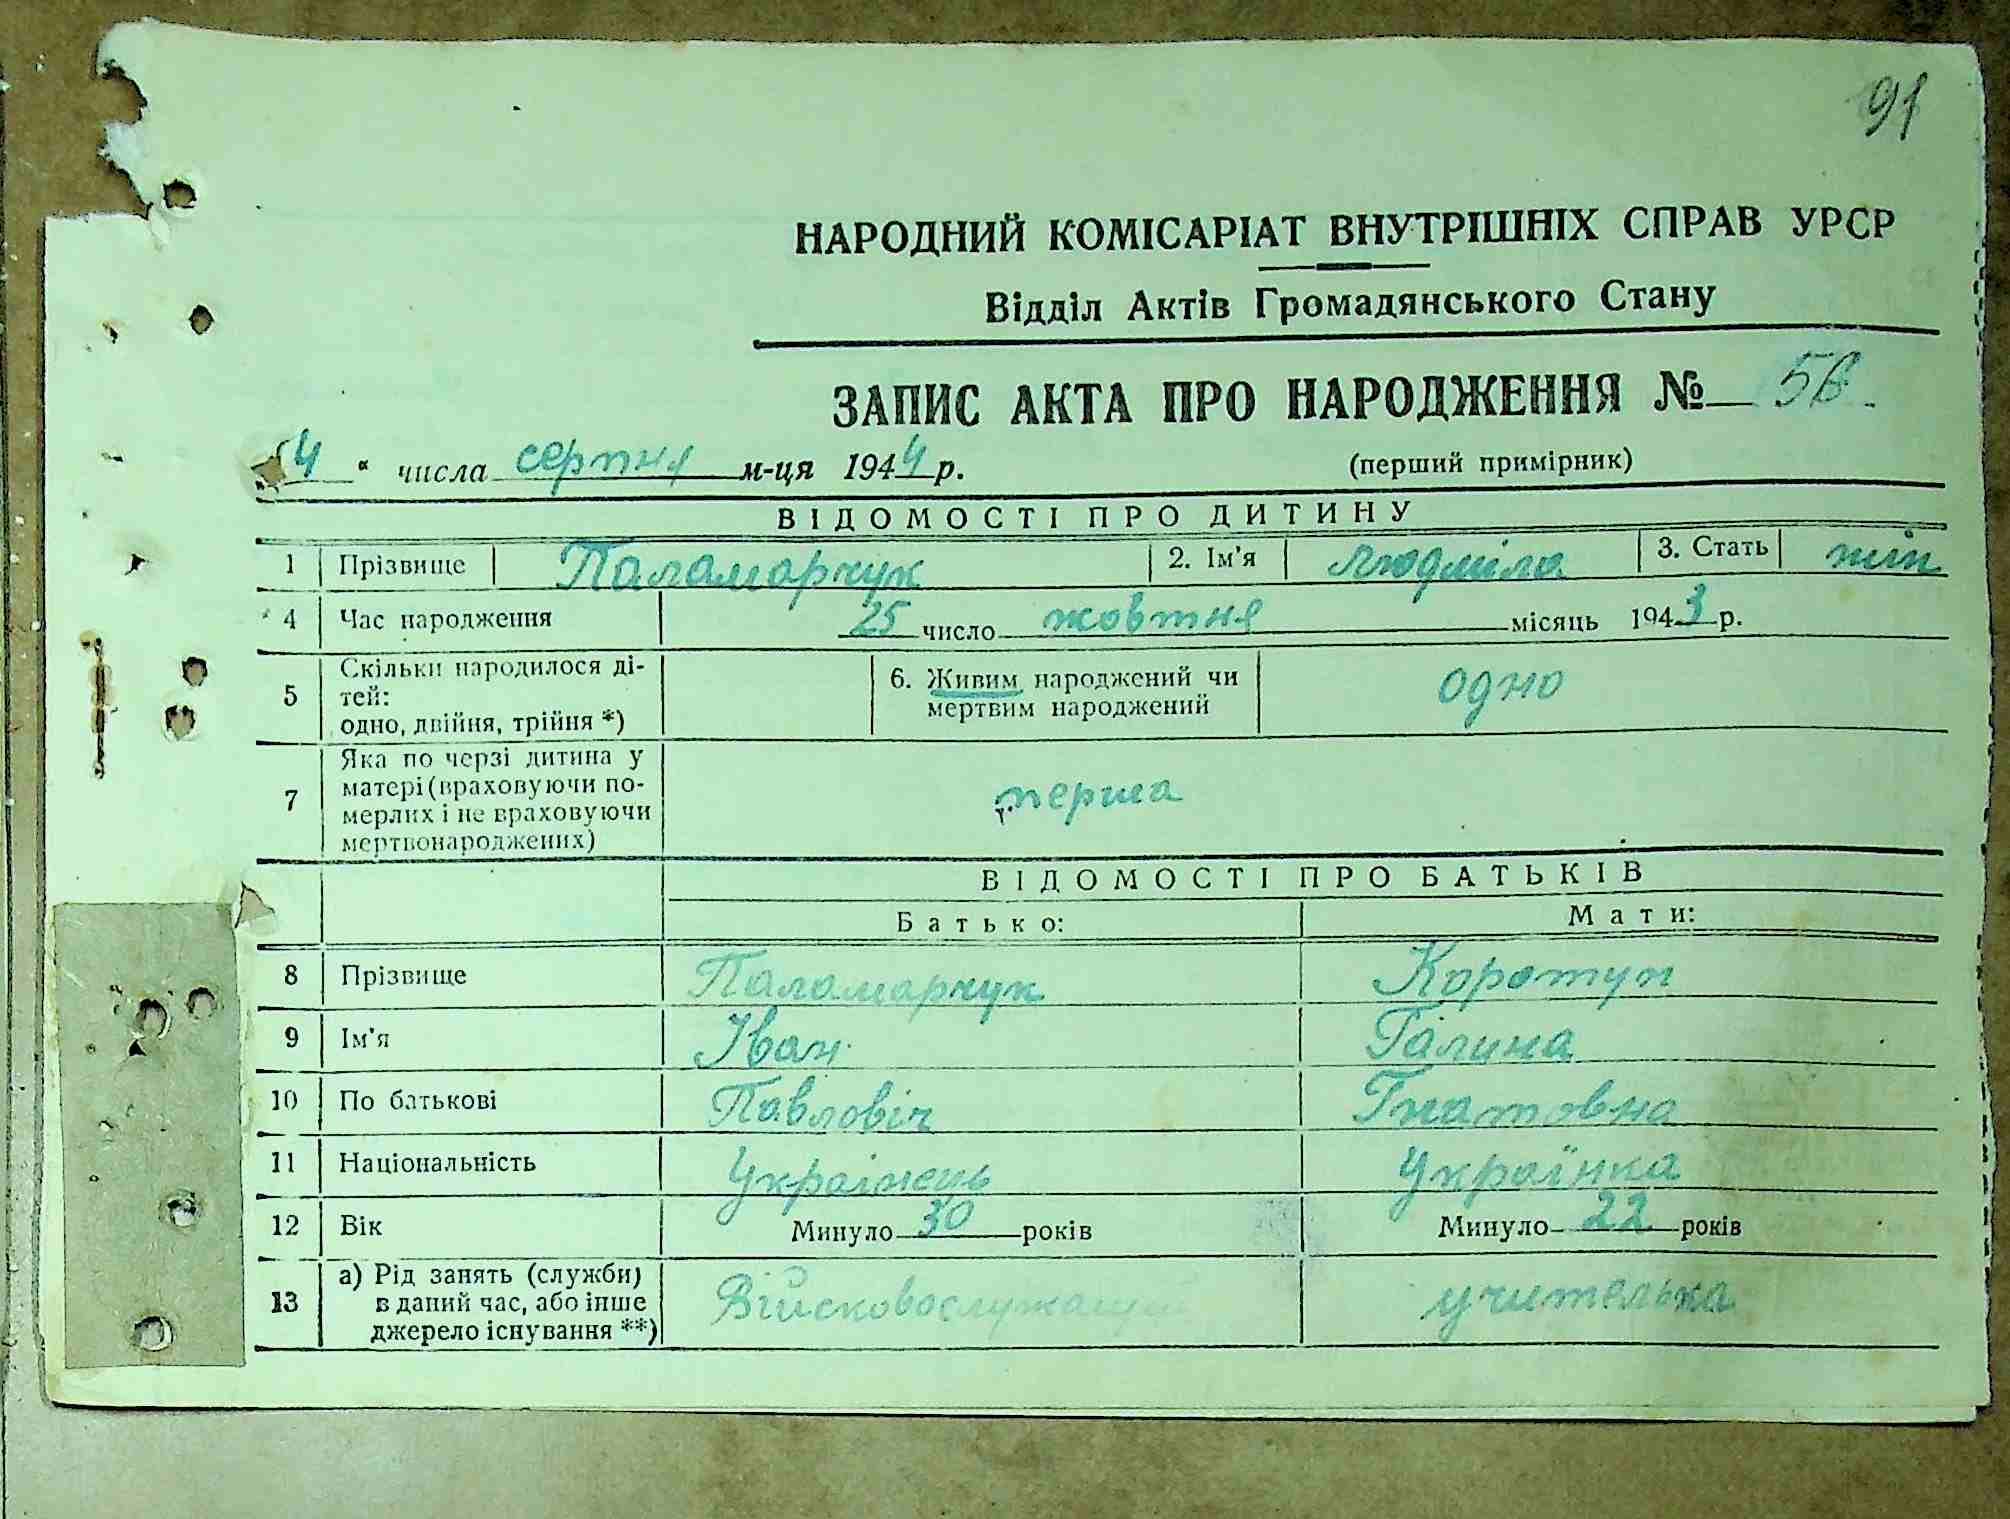 91
НАРОДНИЙ КОМІСАРІАТ ВНУТРІШНІХ СПРАВ УРСР
Відділ Актів Громадянського Стану
ЗАПИС АКТА ПРО НАРОДЖЕННЯ №
4 " числа серпня м-ця 1944 р. (перший примірник)
ВІДОМОСТІ ПРО ДИТИНУ
1 Прізвище Паламарчук 2. Ім'я Людміла 3. Стать жін
4 Час народження 25 число жовтня місяць 1943 р.
5 Скільки народилося ді-
тей:
одно, двійня, трійня *)
6. Живим народжений чи
мертвим народжений
одно
7 Яка по черзі дитина у
матері (враховуючи по-
мерлих і не враховуючи
мертвонароджених)
перша
ВІДОМОСТІ ПРО БАТЬКІВ
Батько: Мати:
8 Прізвище Паламарчук Коротун
9 Ім'я Іван Галина
10 По батькові Павловіч Гнатовна
11 Національність Українець Українка
12 Вік Минуло 30 років Минуло 22 років
13 а) Рід занять (служби)
в даний час, або інше
джерело існування **)
Військовослужащий учителька